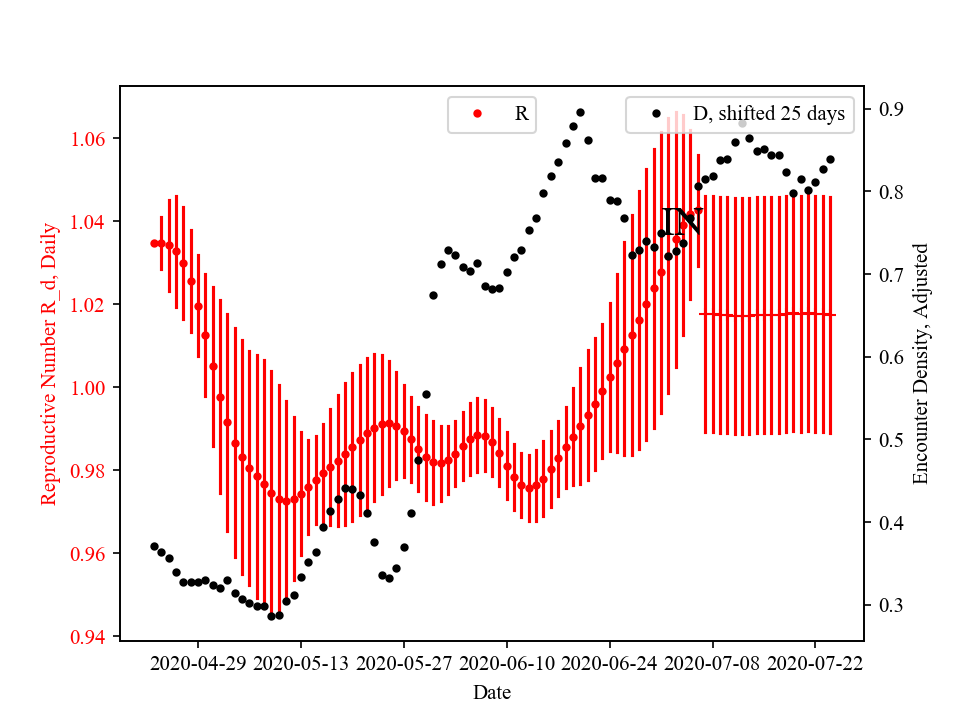 R
D, shifted 25 days
IN
1.06
1.04
1.02
1.00
0.98
0.96
0.94
Reproductive Number R_d, Daily
0.9
0.8
0.7
0.6
0.5
0.4
0.3
Encounter Density, Adjusted
2020-04-29 2020-05-13 2020-05-27 2020-06-10 2020-06-24 2020-07-08 2020-07-22
Date